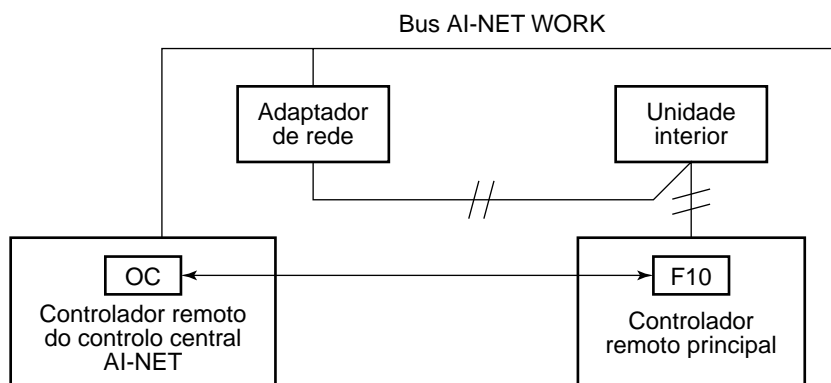 Bus AI-NET WORK
Adaptador
de rede
Unidade
interior
OC
Controlador remoto
do controlo central
AI-NET
F10
Controlador
remoto principal